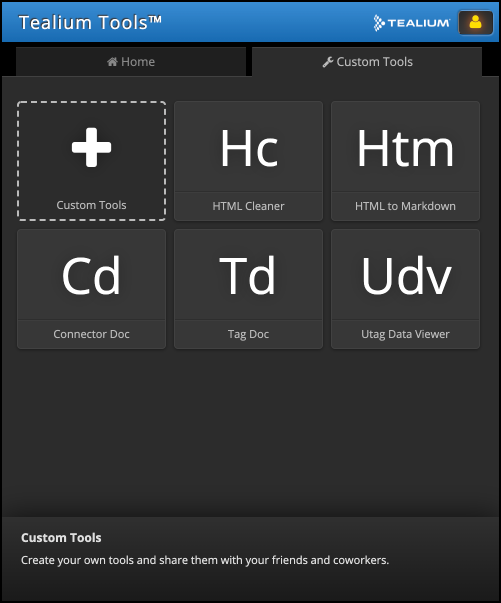 Tealium Tools™
TEALIUM
Home
Custom Tools
Custom Tools
Hc
HTML Cleaner
Htm
HTML to Markdown
Cd
Connector Doc
Td
Tag Doc
Udv
Utag Data Viewer
Custom Tools
Create your own tools and share them with your friends and coworkers.